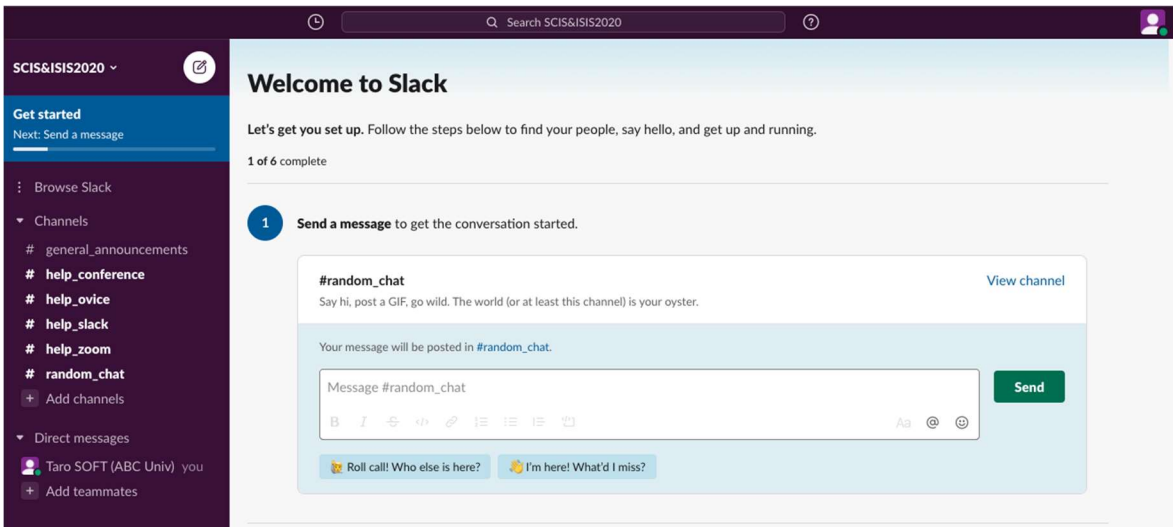 Search SCIS&ISIS2020
SCIS&ISIS2020
Get started
Next: Send a message
Browse Slack
Channels
# general_announcements
# help_conference
# help_ovice
# help_slack
# help_zoom
# random_chat
+ Add channels
Direct messages
Taro SOFT (ABC Univ) you
+ Add teammates
Welcome to Slack
Let's get you set up. Follow the steps below to find your people, say hello, and get up and running.
1 of 6 complete
1 Send a message to get the conversation started.
#random_chat
View channel
Say hi, post a GIF, go wild. The world (or at least this channel) is your oyster.
Your message will be posted in #random_chat.
Message #random_chat
Send
B I S </> Aa @
Roll call! Who else is here?
I'm here! What'd I miss?